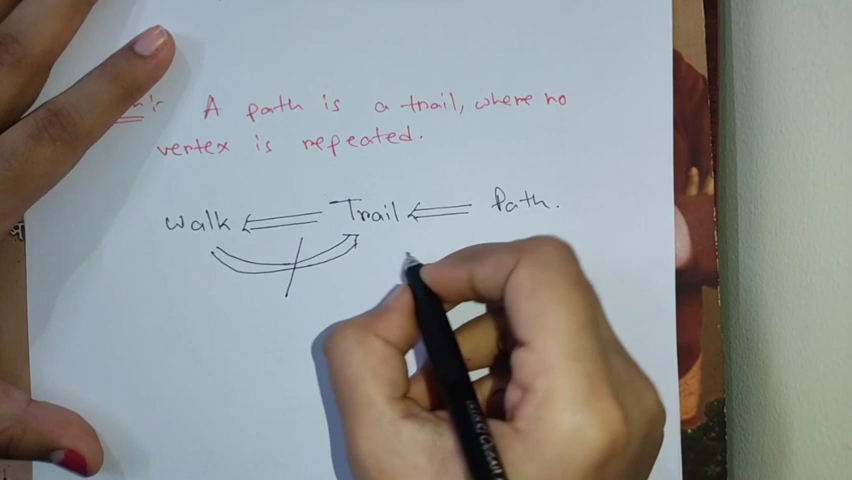 A path is a trail, where no
vertex is repeated.
Walk ⇐ Trail ⇐ Path.